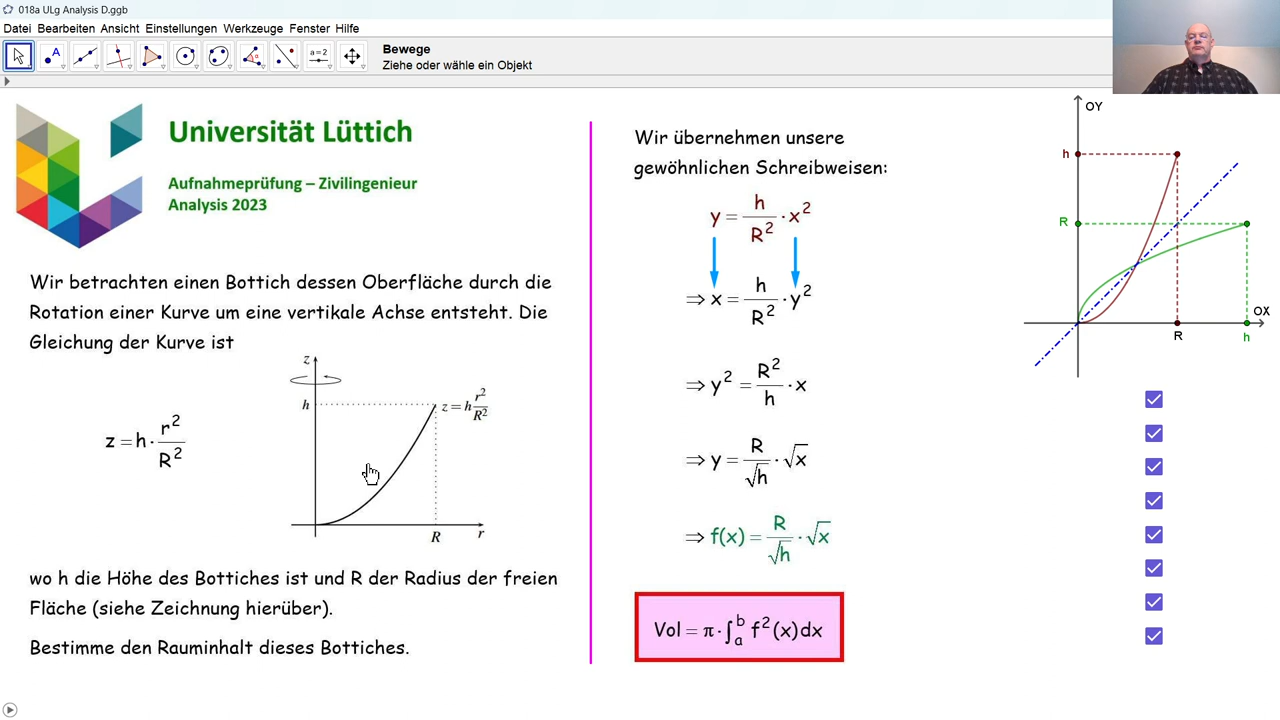 018a ULg Analysis D.ggb
Datei Bearbeiten Ansicht Einstellungen Werkzeuge Fenster Hilfe
A
a=2
Bewege
Ziehe oder wähle ein Objekt
Universität Lüttich
Aufnahmeprüfung – Zivilingenieur
Analysis 2023
Wir betrachten einen Bottich dessen Oberfläche durch die
Rotation einer Kurve um eine vertikale Achse entsteht. Die
Gleichung der Kurve ist
z = h · r²/R²
z
h
z = h r²/R²
R
r
wo h die Höhe des Bottiches ist und R der Radius der freien
Fläche (siehe Zeichnung hierüber).
Bestimme den Rauminhalt dieses Bottiches.
Wir übernehmen unsere
gewöhnlichen Schreibweisen:
y = h/R² · x²
⇒ x = h/R² · y²
⇒ y² = R²/h · x
⇒ y = R/√h · √x
⇒ f(x) = R/√h · √x
Vol = π · ∫ₐᵇ f²(x)dx
OY
h
R
OX
R
h